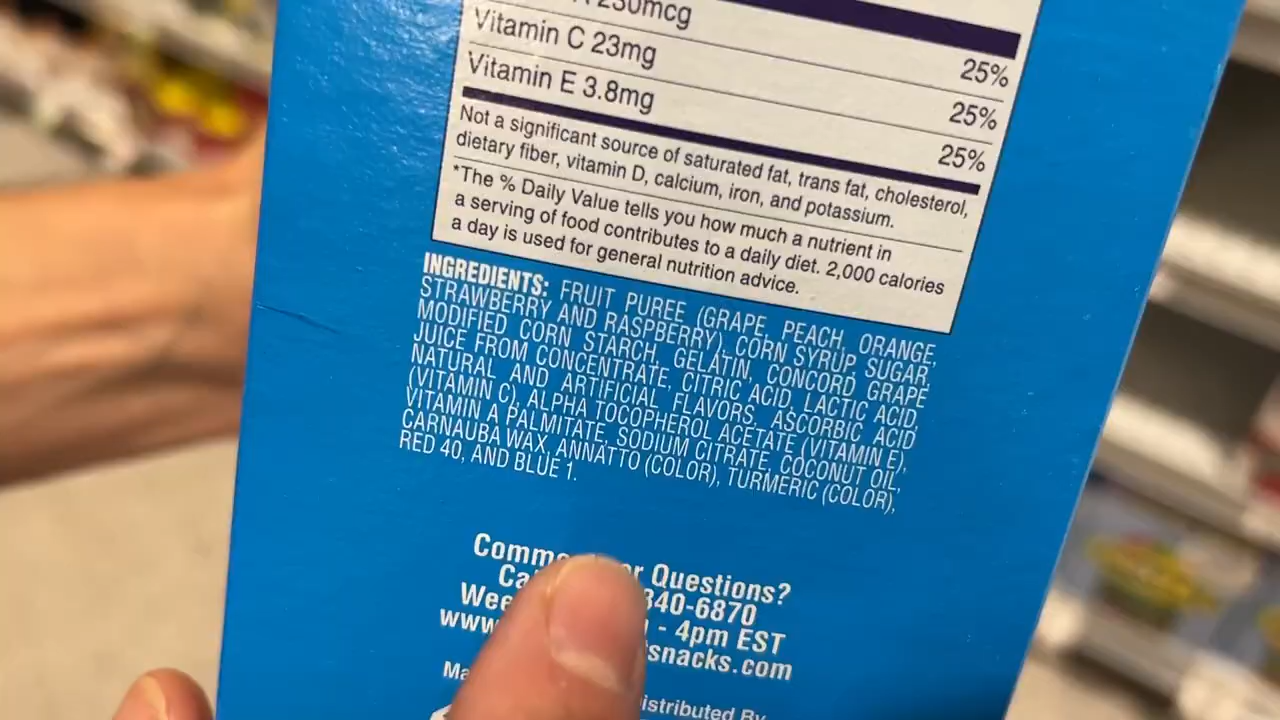 230mcg 25%
Vitamin C 23mg 25%
Vitamin E 3.8mg 25%
Not a significant source of saturated fat, trans fat, cholesterol,
dietary fiber, vitamin D, calcium, iron, and potassium.
*The % Daily Value tells you how much a nutrient in
a serving of food contributes to a daily diet. 2,000 calories
a day is used for general nutrition advice.
INGREDIENTS: FRUIT PUREE (GRAPE, PEACH, ORANGE,
STRAWBERRY AND RASPBERRY), CORN SYRUP, SUGAR,
MODIFIED CORN STARCH, GELATIN, CONCORD GRAPE
JUICE FROM CONCENTRATE, CITRIC ACID, LACTIC ACID,
NATURAL AND ARTIFICIAL FLAVORS, ASCORBIC ACID
(VITAMIN C), ALPHA TOCOPHEROL ACETATE (VITAMIN E),
VITAMIN A PALMITATE, SODIUM CITRATE, COCONUT OIL,
CARNAUBA WAX, ANNATTO (COLOR), TURMERIC (COLOR),
RED 40, AND BLUE 1.
Questions?
840-6870
- 4pm EST
snacks.com